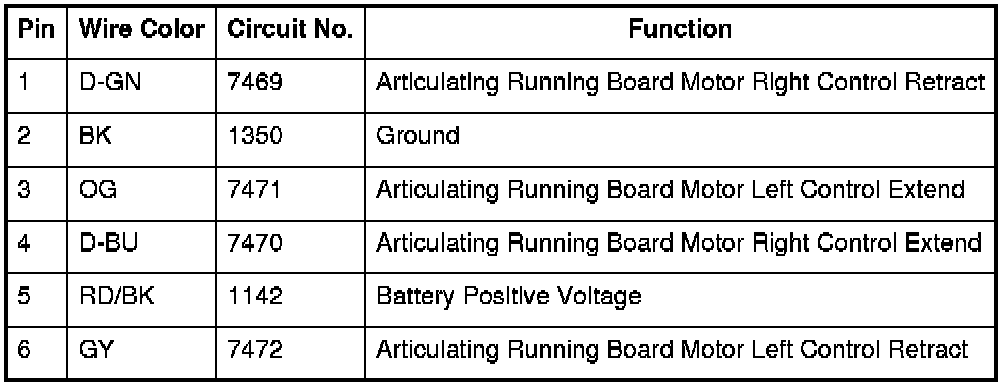 Pin Wire Color Circuit No. Function
1 D-GN 7469 Articulating Running Board Motor Right Control Retract
2 BK 1350 Ground
3 OG 7471 Articulating Running Board Motor Left Control Extend
4 D-BU 7470 Articulating Running Board Motor Right Control Extend
5 RD/BK 1142 Battery Positive Voltage
6 GY 7472 Articulating Running Board Motor Left Control Retract